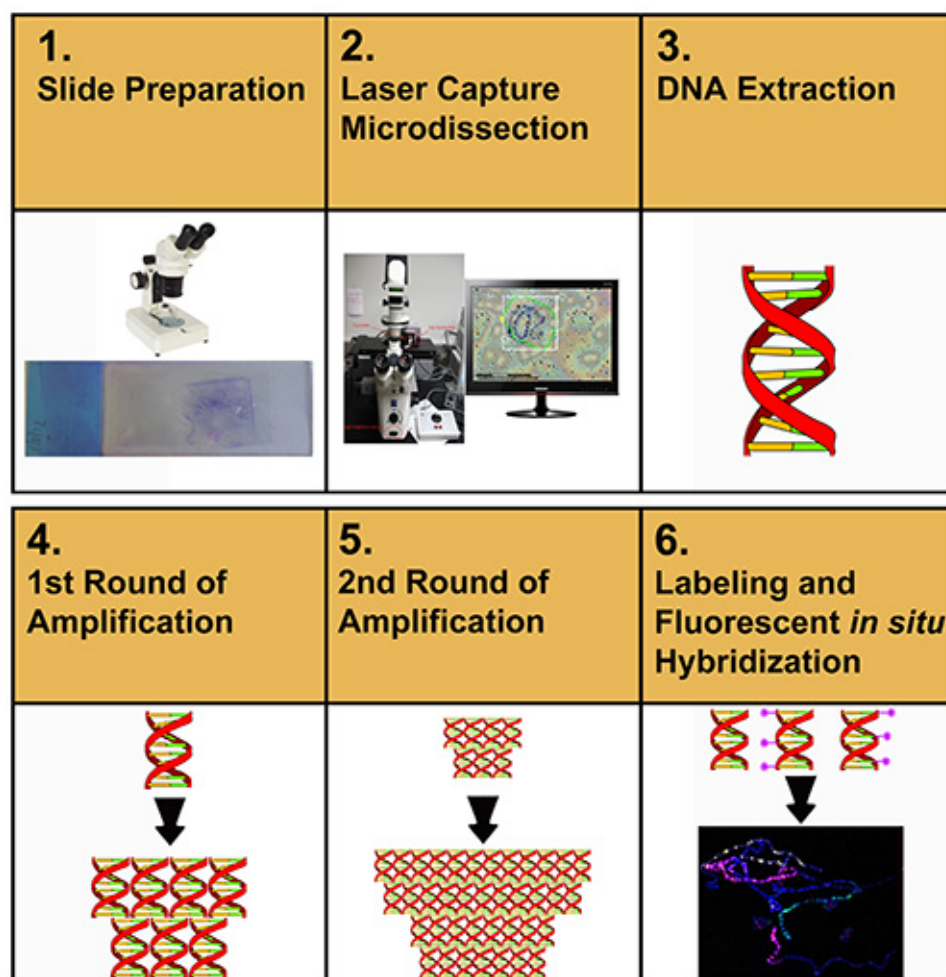 1.
Slide Preparation
2.
Laser Capture
Microdissection
3.
DNA Extraction
4.
1st Round of
Amplification
5.
2nd Round of
Amplification
6.
Labeling and
Fluorescent in situ
Hybridization